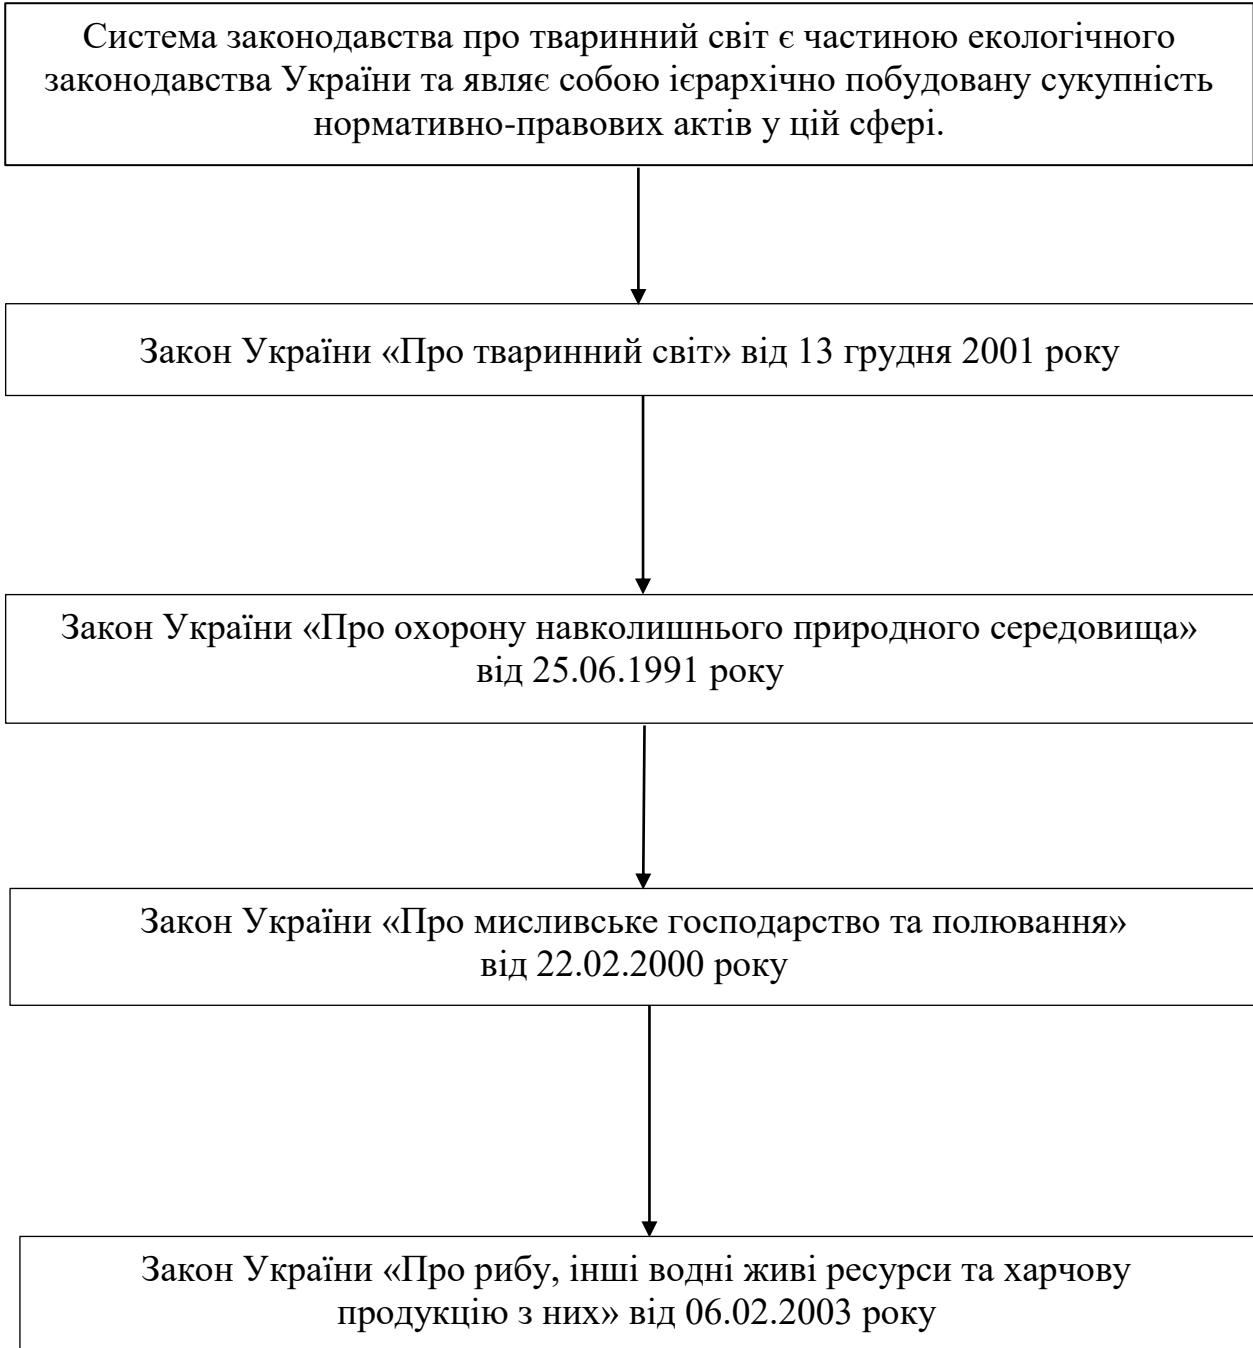 Система законодавства про тваринний світ є частиною екологічного
законодавства України та являє собою ієрархічно побудовану сукупність
нормативно-правових актів у цій сфері.
Закон України «Про тваринний світ» від 13 грудня 2001 року
Закон України «Про охорону навколишнього природного середовища»
від 25.06.1991 року
Закон України «Про мисливське господарство та полювання»
від 22.02.2000 року
Закон України «Про рибу, інші водні живі ресурси та харчову
продукцію з них» від 06.02.2003 року